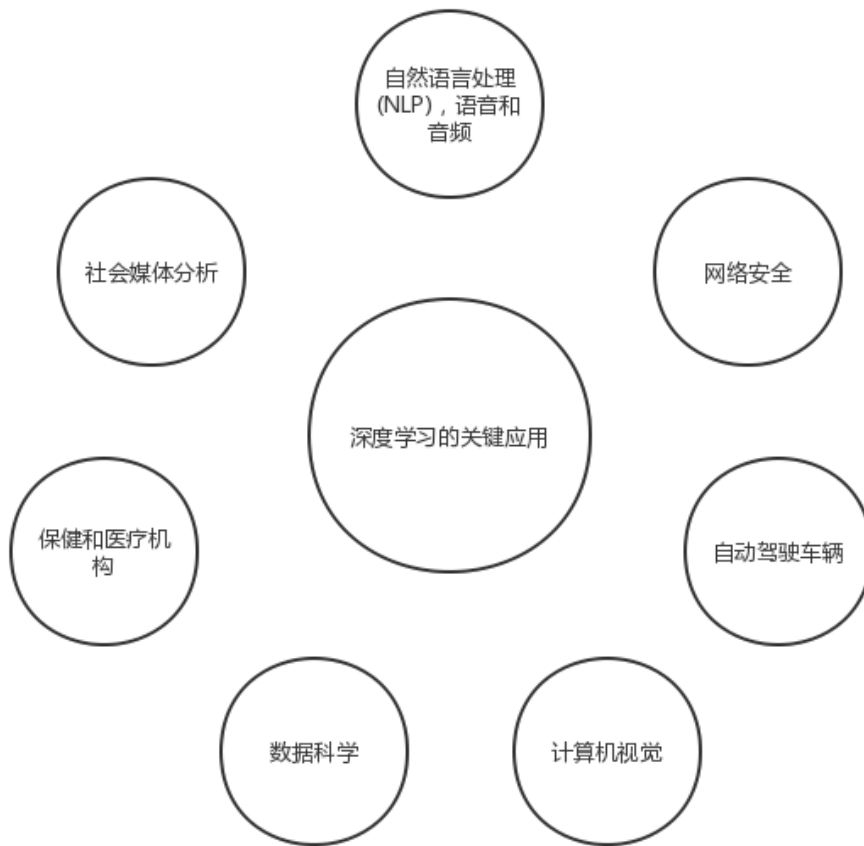 自然语言处理
(NLP)，语音和
音频
社会媒体分析
网络安全
深度学习的关键应用
保健和医疗机
构
自动驾驶车辆
数据科学
计算机视觉